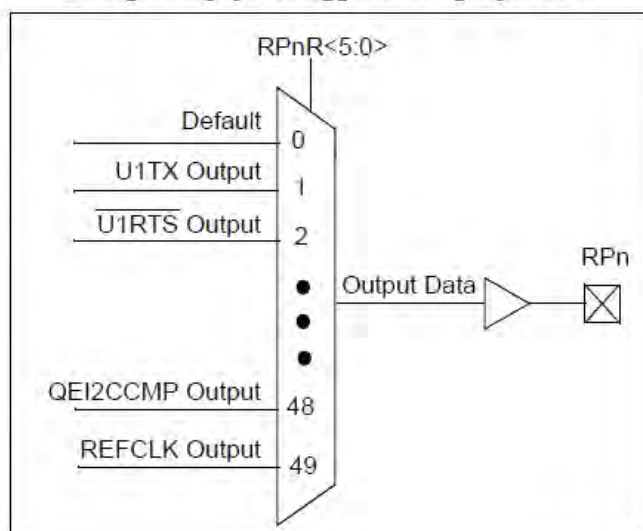 RPnR<5:0>
Default
0
U1TX Output
1
U1RTS Output
2
RPn
Output Data
QEI2CCMP Output
48
REFCLK Output
49